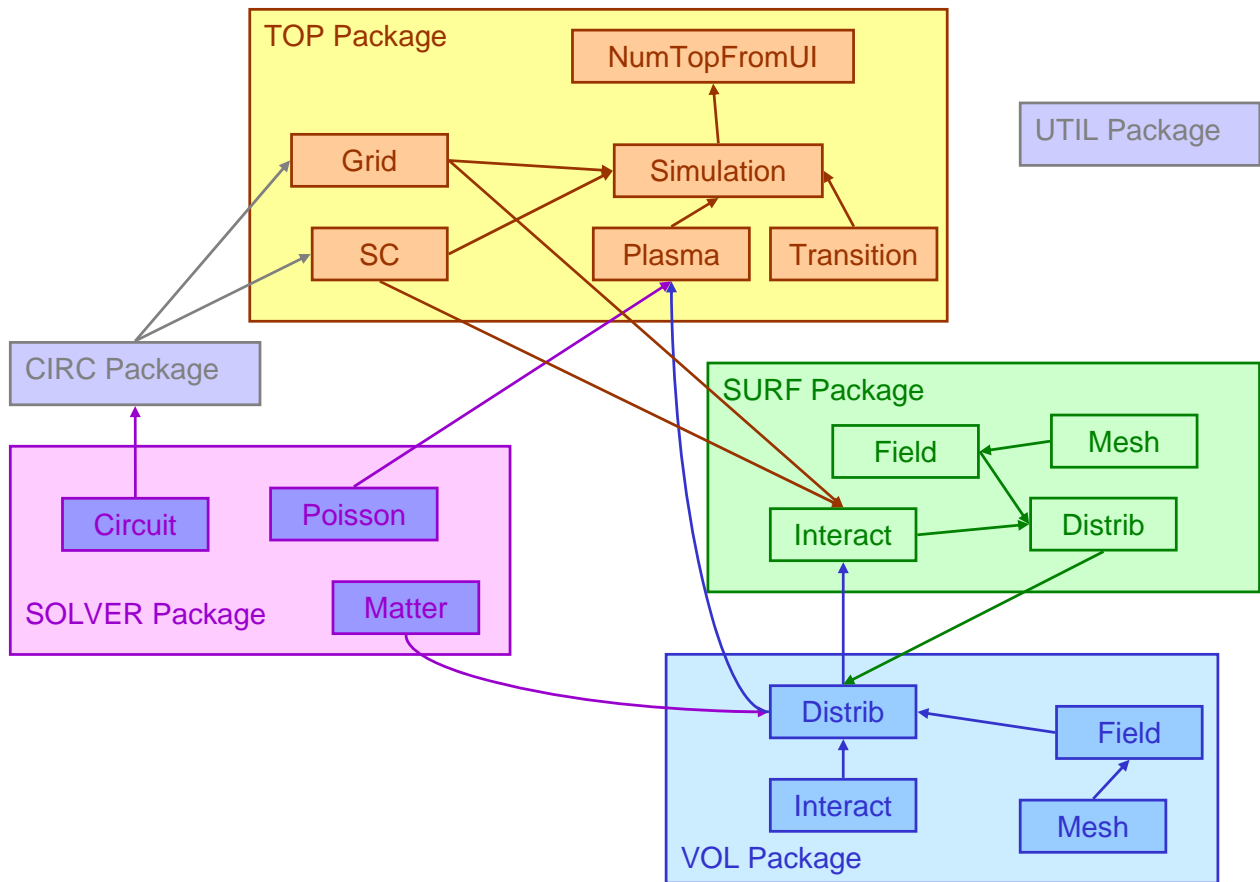 TOP Package
NumTopFromUI
UTIL Package
Grid
Simulation
SC
Plasma
Transition
CIRC Package
SURF Package
Field
Mesh
Interact
Distrib
Circuit
Poisson
Matter
SOLVER Package
Distrib
Field
Interact
Mesh
VOL Package